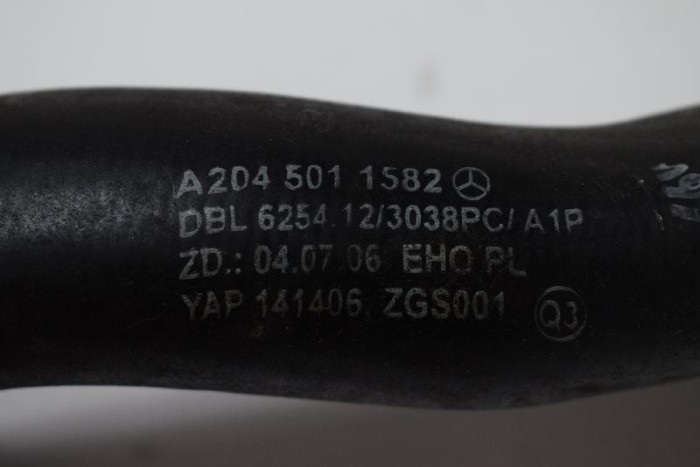 A204 501 1582
DBL 6254.12/3038PC/ A1P
ZD.: 04.07.06 EHO PL
YAP 141406. ZGS001 Q3